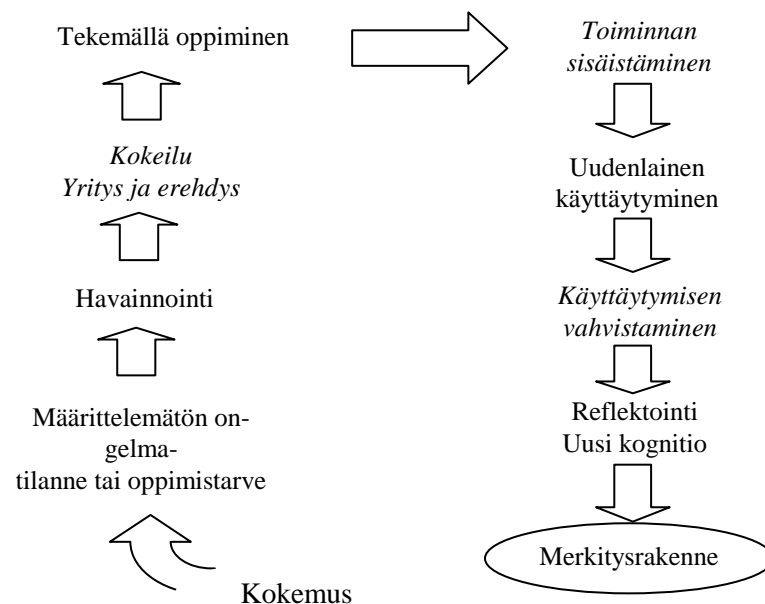 Tekemällä oppiminen
Kokeilu
Yritys ja erehdys
Havainnointi
Määrittelemätön on-
gelma-
tilanne tai oppimistarve
Kokemus
Toiminnan
sisäistäminen
Uudenlainen
käyttäytyminen
Käyttäytymisen
vahvistaminen
Reflektointi
Uusi kognitio
Merkitysrakenne